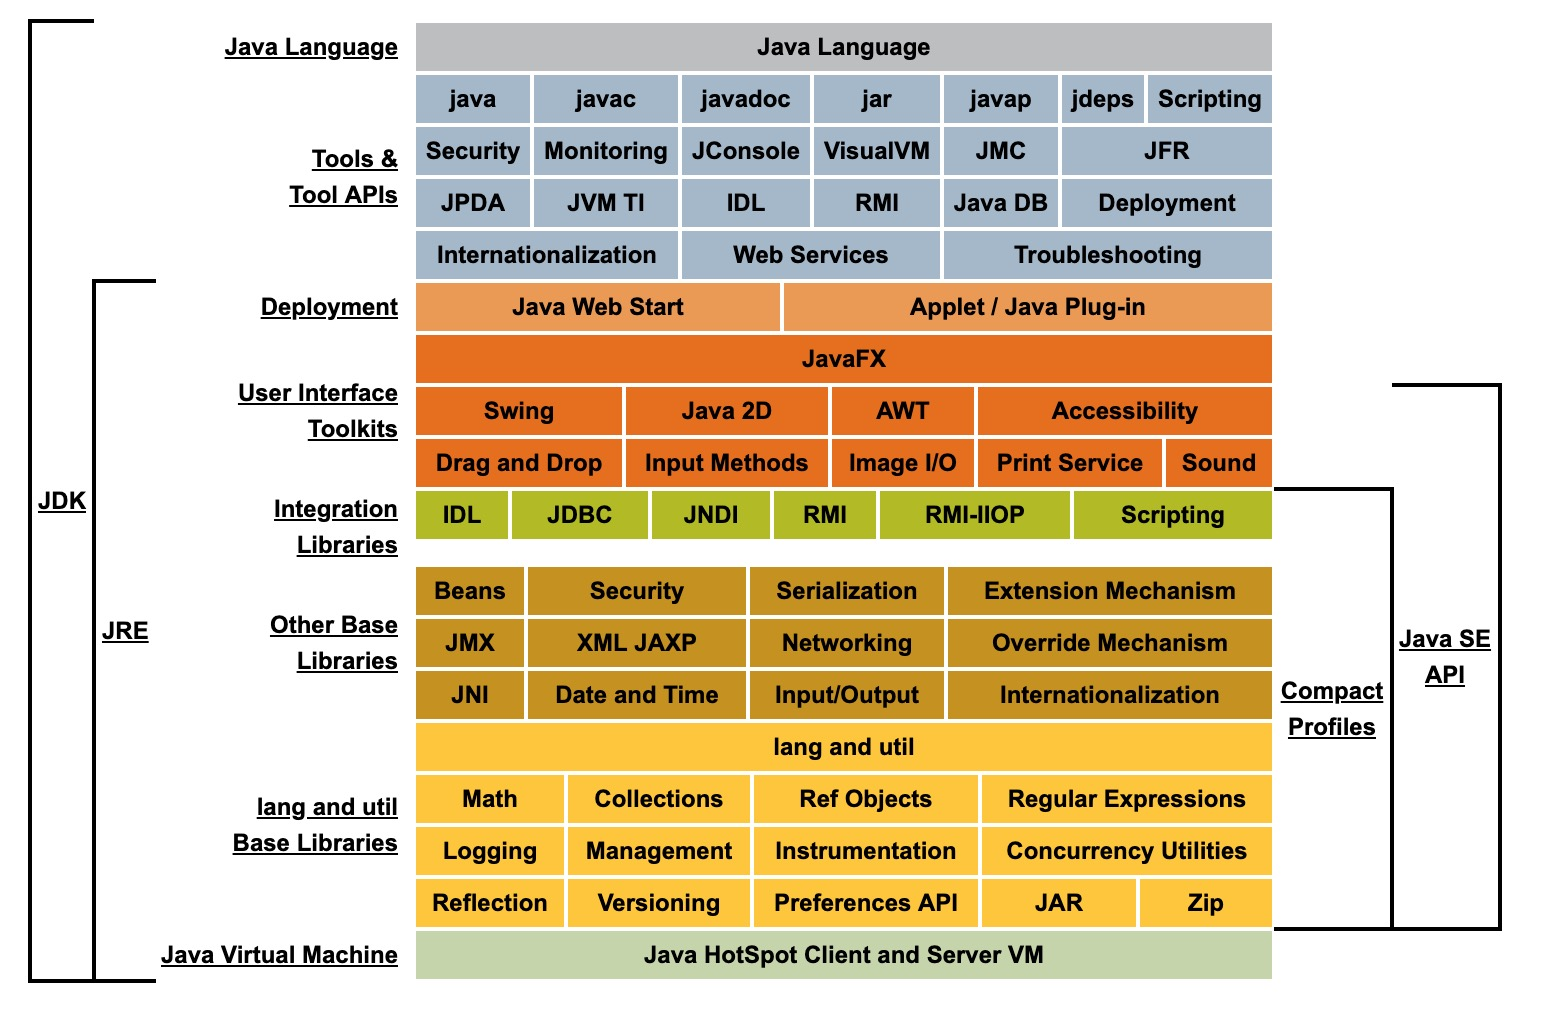 Java Language
Java Language
java javac javadoc jar javap jdeps Scripting
Tools &
Tool APIs
Security Monitoring JConsole VisualVM JMC JFR
JPDA JVM TI IDL RMI Java DB Deployment
Internationalization Web Services Troubleshooting
Deployment
Java Web Start Applet / Java Plug-in
JavaFX
User Interface
Toolkits
Swing Java 2D AWT Accessibility
Drag and Drop Input Methods Image I/O Print Service Sound
JDK
Integration
Libraries
IDL JDBC JNDI RMI RMI-IIOP Scripting
JRE
Other Base
Libraries
Beans Security Serialization Extension Mechanism
JMX XML JAXP Networking Override Mechanism
JNI Date and Time Input/Output Internationalization
Java SE
API
Compact
Profiles
lang and util
lang and util
Base Libraries
Math Collections Ref Objects Regular Expressions
Logging Management Instrumentation Concurrency Utilities
Reflection Versioning Preferences API JAR Zip
Java Virtual Machine
Java HotSpot Client and Server VM